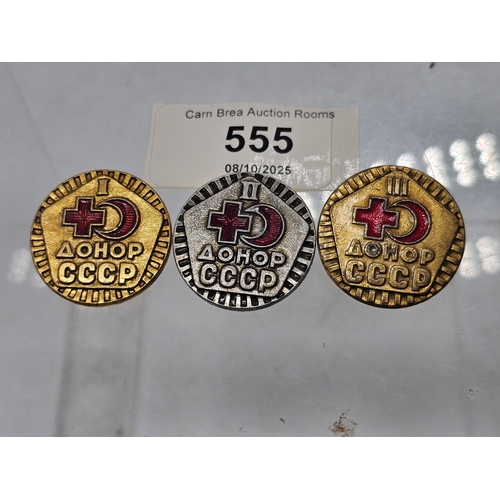 Carn Brea Auction Rooms
555
08/10/2025
I
ДОНОР
СССР
II
ДОНОР
СССР
III
ДОНОР
СССР